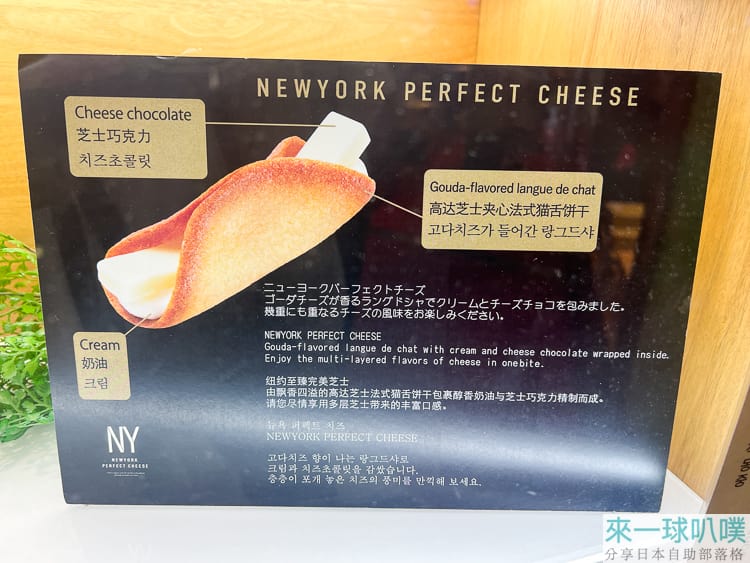 NEWYORK PERFECT CHEESE
Cheese chocolate
芝士巧克力
치즈초콜릿
Gouda-flavored langue de chat
高达芝士夹心法式猫舌饼干
고다치즈가 들어간 랑그드샤
Cream
奶油
크림
ニューヨークパーフェクトチーズ
ゴーダチーズが香るラングドシャでクリームとチーズチョコを包みました。
幾重にも重なるチーズの風味をお楽しみください。
NEWYORK PERFECT CHEESE
Gouda-flavored langue de chat with cream and cheese chocolate wrapped inside.
Enjoy the multi-layered flavors of cheese in onebite.
纽约至臻完美芝士
由飘香四溢的高达芝士法式猫舌饼干包裹醇香奶油与芝士巧克力精制而成。
请您尽情享用多层芝士带来的丰富口感。
뉴욕 퍼펙트 치즈
NEWYORK PERFECT CHEESE
고다치즈 향이 나는 랑그드샤로
크림과 치즈초콜릿을 감쌌습니다.
층층이 포개 놓은 치즈의 풍미를 만끽해 보세요.
NY
NEWYORK
PERFECT CHEESE
來一球叭噗
分享日本自助部落格